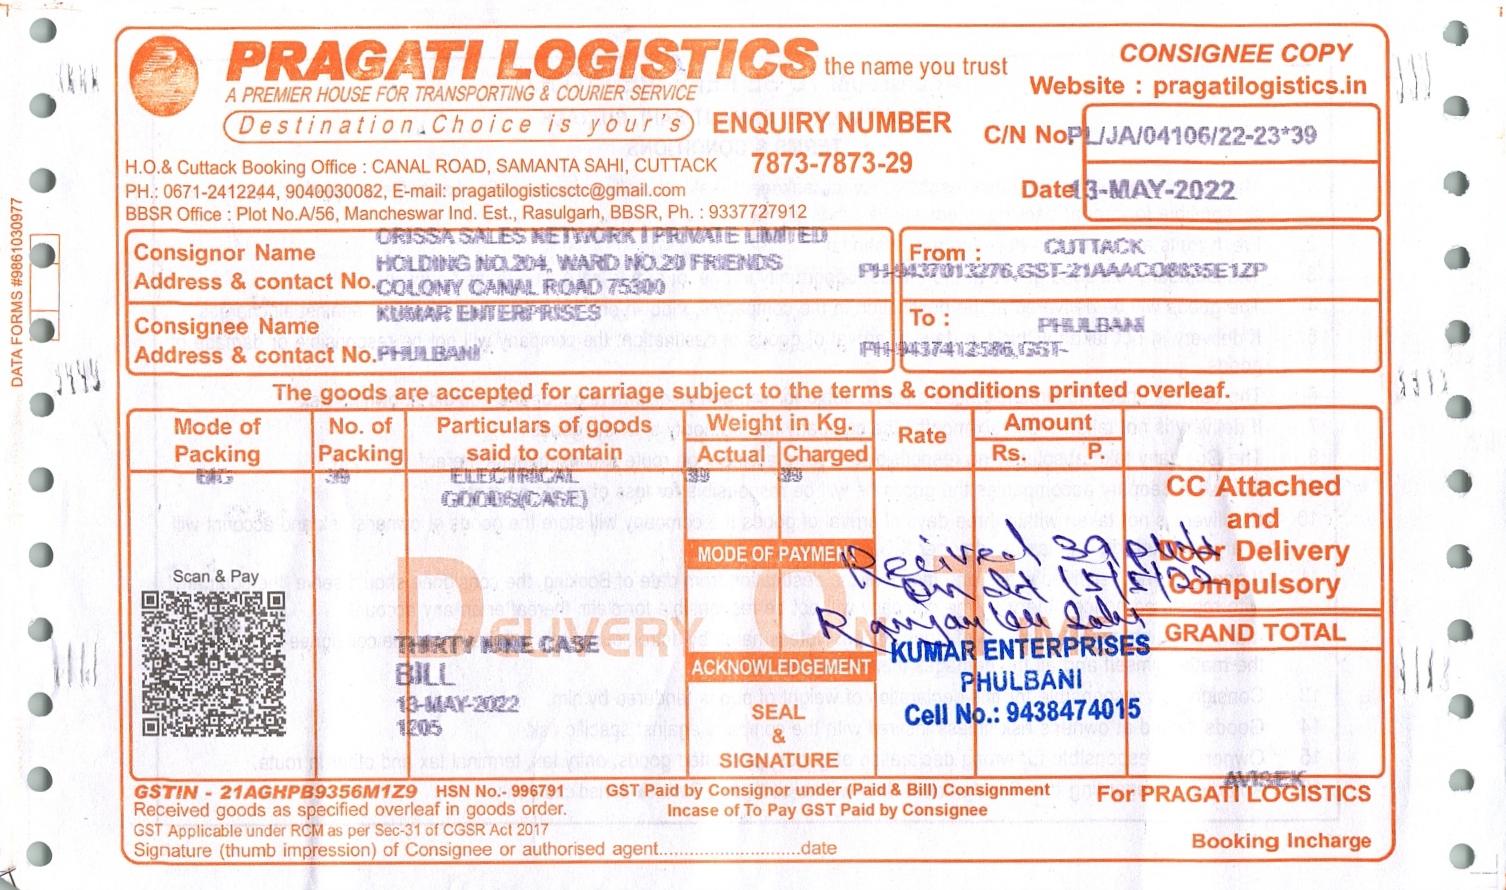 PRAGATI LOGISTICS the name you trust
A PREMIER HOUSE FOR TRANSPORTING & COURIER SERVICE
Destination Choice is yours
ENQUIRY NUMBER
7873-7873-29
CONSIGNEE COPY
Website : pragatilogistics.in
C/N No. PL/JA/04106/22-23*39
Date 13-MAY-2022
H.O.& Cuttack Booking Office : CANAL ROAD, SAMANTA SAHI, CUTTACK
PH.: 0671-2412244, 9040030082, E-mail: pragatilogisticsctc@gmail.com
BBSR Office : Plot No.A/56, Mancheswar Ind. Est., Rasulgarh, BBSR, Ph. : 9337727912
DATA FORMS #9861030977
Consignor Name
Address & contact No.
ORISSA SALES NETWORK I PRIVATE LIMITED
HOLDING NO.204, WARD NO.20 FRIENDS
COLONY CANAL ROAD 75300
From : CUTTACK
PH-9437013276,GST-21AAACO8835E1ZP
Consignee Name
Address & contact No.
KUMAR ENTERPRISES
PHULBANI
To : PHULBANI
PH-9437412586,GST-
The goods are accepted for carriage subject to the terms & conditions printed overleaf.
Mode of Packing
No. of Packing
Particulars of goods said to contain
Weight in Kg.
Actual
Charged
Rate
Amount
Rs. P.
39
ELECTRICAL
GOODS(CASE)
39
39
CC Attached
and
Door Delivery
Compulsory
MODE OF PAYMENT
Received 39
on dt 15/5/22
DELIVERY ON TIME
Scan & Pay
THIRTY NINE CASE
BILL
13-MAY-2022
1205
ACKNOWLEDGEMENT
SEAL
&
SIGNATURE
KUMAR ENTERPRISES
PHULBANI
Cell No.: 9438474015
GRAND TOTAL
GSTIN - 21AGHPB9356M1Z9 HSN No.- 996791 GST Paid by Consignor under (Paid & Bill) Consignment
Received goods as specified overleaf in goods order. Incase of To Pay GST Paid by Consignee
GST Applicable under RCM as per Sec-31 of CGSR Act 2017
Signature (thumb impression) of Consignee or authorised agent..............................date
AVISEK
For PRAGATI LOGISTICS
Booking Incharge